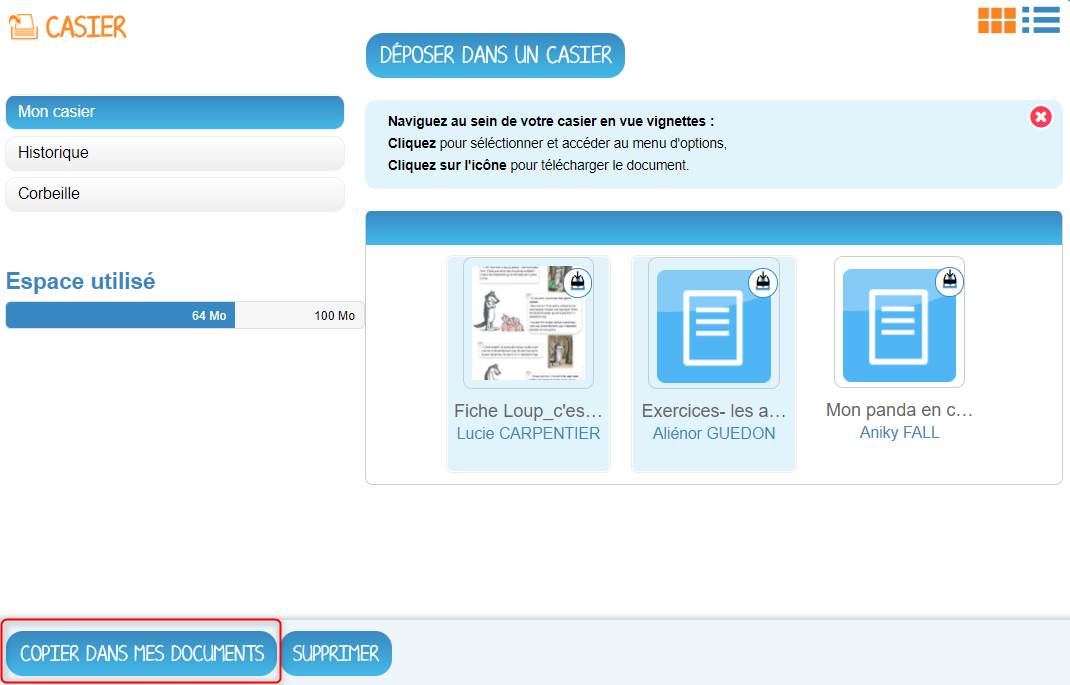 CASIER
DÉPOSER DANS UN CASIER
Mon casier
Historique
Corbeille
Espace utilisé
64 Mo
100 Mo
Naviguez au sein de votre casier en vue vignettes :
Cliquez pour séléctionner et accéder au menu d'options,
Cliquez sur l'icône pour télécharger le document.
Fiche Loup_c'es...
Lucie CARPENTIER
Exercices- les a...
Aliénor GUEDON
Mon panda en c...
Aniky FALL
COPIER DANS MES DOCUMENTS
SUPPRIMER